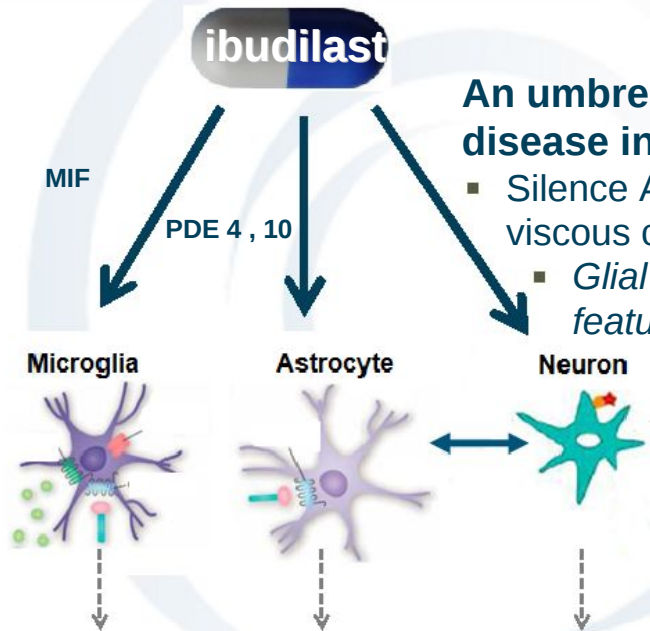 ibudilast
An umbre
disease in
MIF
Silence A
PDE 4 , 10
viscous c
Glial
featu
Microglia
Astrocyte
Neuron